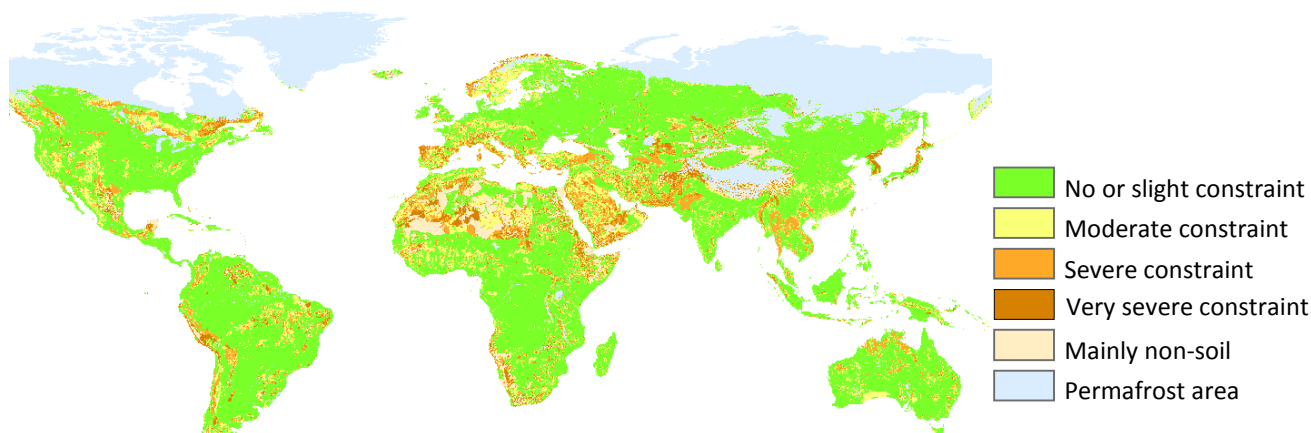 No or slight constraint
Moderate constraint
Severe constraint
Very severe constraint
Mainly non-soil
Permafrost area